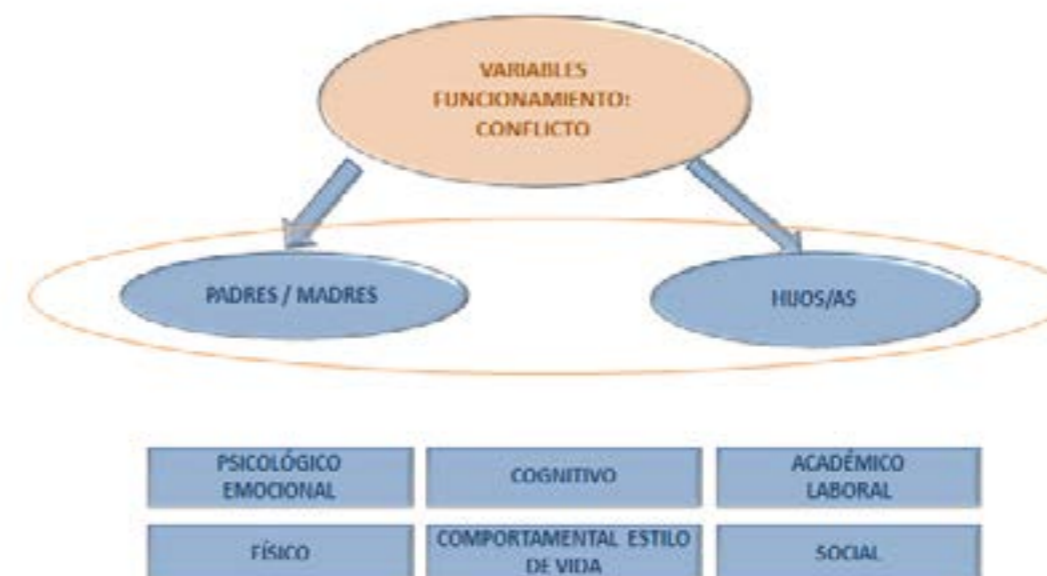 VARIABLES
FUNCIONAMIENTO:
CONFLICTO
PADRES / MADRES
HIJOS/AS
PSICOLÓGICO
EMOCIONAL
COGNITIVO
ACADÉMICO
LABORAL
FÍSICO
COMPORTAMENTAL ESTILO
DE VIDA
SOCIAL